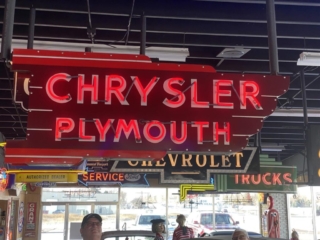 CHRYSLER
PLYMOUTH
CHEVROLET
SERVICE
TRUCKS